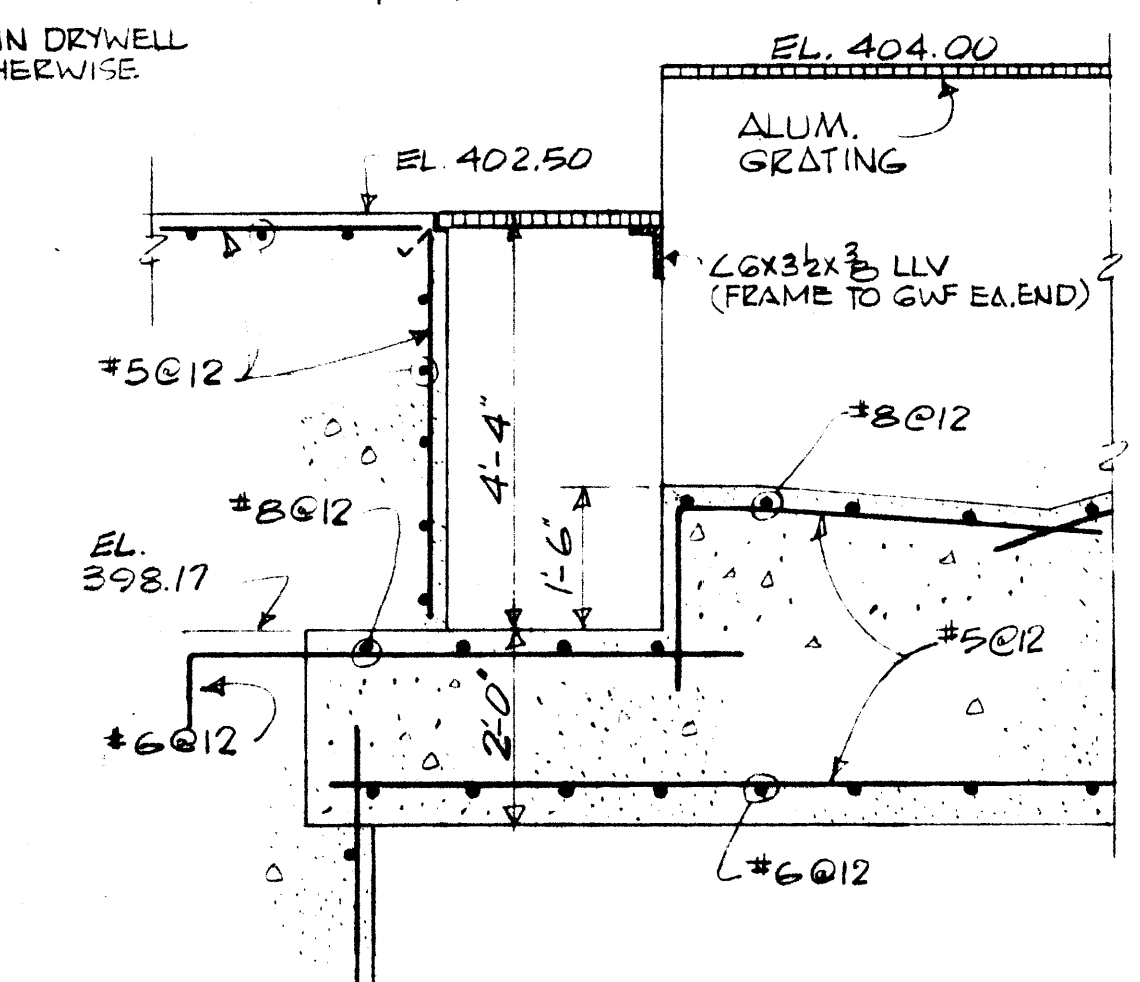 IN DRYWELL
HERWISE.
EL. 404.00
ALUM.
GRATING
EL. 402.50
∠6X3½X⅜ LLV
(FRAME TO GWF EA.END)
#5@12
4'-4"
#8@12
#8@12
1'-6"
EL.
398.17
#5@12
2'-0"
#6@12
#6@12